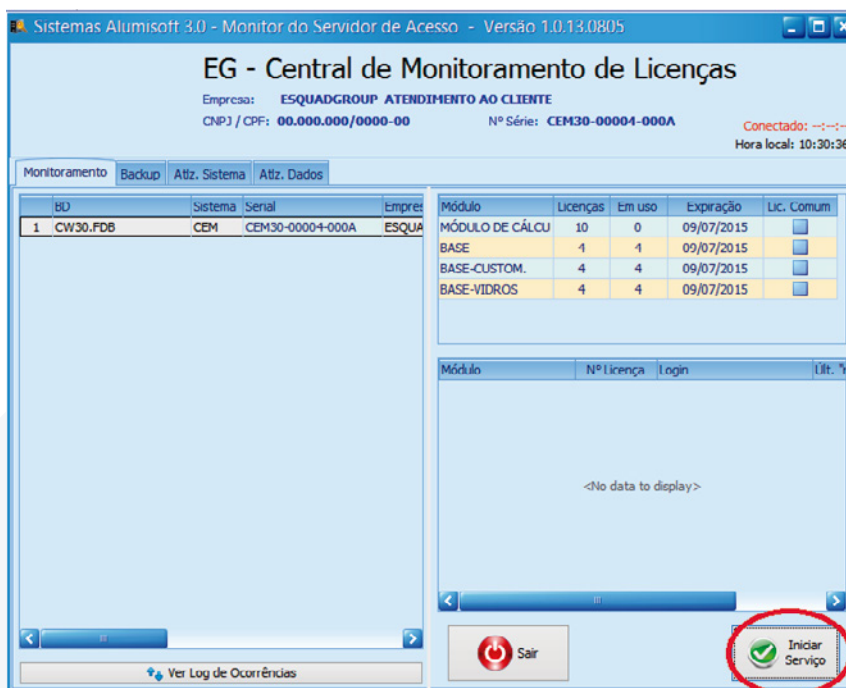 Sistemas Alumisoft 3.0 - Monitor do Servidor de Acesso - Versão 1.0.13.0805
EG - Central de Monitoramento de Licenças
Empresa: ESQUADGROUP ATENDIMENTO AO CLIENTE
CNPJ / CPF: 00.000.000/0000-00 Nº Série: CEM30-00004-000A
Conectado: --:--:--
Hora local: 10:30:36
Monitoramento Backup Atlz. Sistema Atlz. Dados
BD Sistema Serial Empres
1 CW30.FDB CEM CEM30-00004-000A ESQUA
Módulo Licenças Em uso Expiração Lic. Comum
MÓDULO DE CÁLCU 10 0 09/07/2015
BASE 4 4 09/07/2015
BASE-CUSTOM. 4 4 09/07/2015
BASE-VIDROS 4 4 09/07/2015
Módulo Nº Licença Login Últ.
<No data to display>
Sair
Iniciar
Serviço
Ver Log de Ocorrências